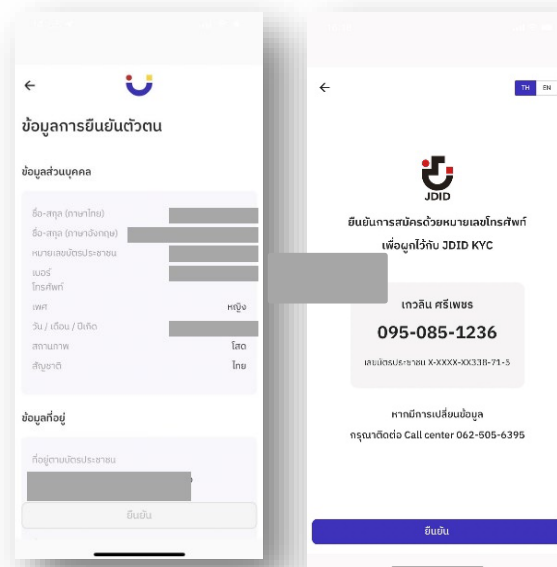 ข้อมูลการยืนยันตัวตน
ข้อมูลส่วนบุคคล
ชื่อ-สกุล (ภาษาไทย)
ชื่อ-สกุล (ภาษาอังกฤษ)
หมายเลขบัตรประชาชน
เบอร์
โทรศัพท์
เพศ หญิง
วัน / เดือน / ปีเกิด
สถานภาพ โสด
สัญชาติ ไทย
ข้อมูลที่อยู่
ที่อยู่ตามบัตรประชาชน
ยืนยัน
TH EN
JDID
ยืนยันการสมัครด้วยหมายเลขโทรศัพท์
เพื่อผูกไว้กับ JDID KYC
เกวลิน ศรีเพชร
095-085-1236
เลขบัตรประชาชน X-XXXX-XX338-71-5
หากมีการเปลี่ยนข้อมูล
กรุณาติดต่อ Call center 062-505-6395
ยืนยัน